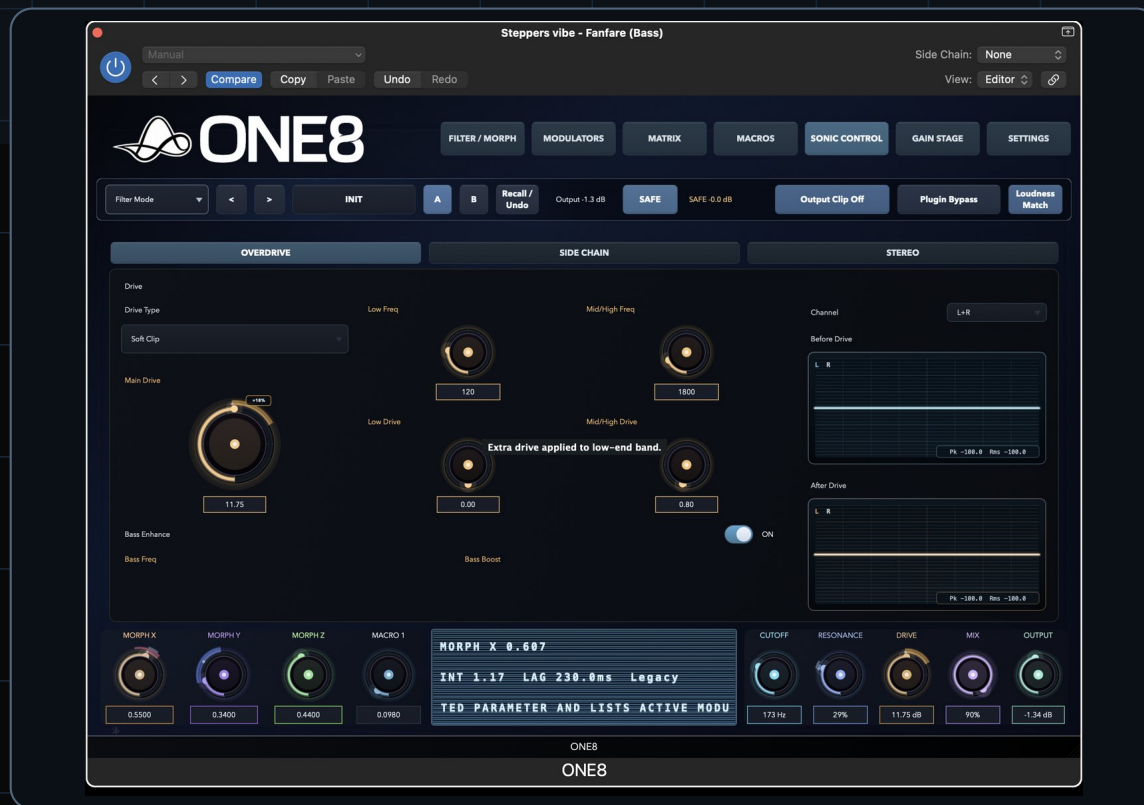 Steppers vibe - Fanfare (Bass)
Manual
Side Chain: None
Compare Copy Paste Undo Redo
View: Editor
ONE8
FILTER / MORPH MODULATORS MATRIX MACROS SONIC CONTROL GAIN STAGE SETTINGS
Filter Mode < > INIT A B Recall / Undo Output -1.3 dB SAFE SAFE -0.0 dB Output Clip Off Plugin Bypass Loudness Match
OVERDRIVE SIDE CHAIN STEREO
Drive
Drive Type Low Freq Mid/High Freq Channel L+R
Soft Clip
Before Drive
L R
Main Drive
+18%
120 1800
Low Drive Mid/High Drive
Extra drive applied to low-end band.
Pk -100.0 Rms -100.0
After Drive
11.75 0.00 0.80
L R
Bass Enhance ON
Bass Freq Bass Boost
Pk -100.0 Rms -100.0
MORPH X MORPH Y MORPH Z MACRO 1 CUTOFF RESONANCE DRIVE MIX OUTPUT
MORPH X 0.607
INT 1.17 LAG 230.0ms Legacy
TED PARAMETER AND LISTS ACTIVE MODU
0.5500 0.3400 0.4400 0.0980 173 Hz 29% 11.75 dB 90% -1.34 dB
ONE8
ONE8